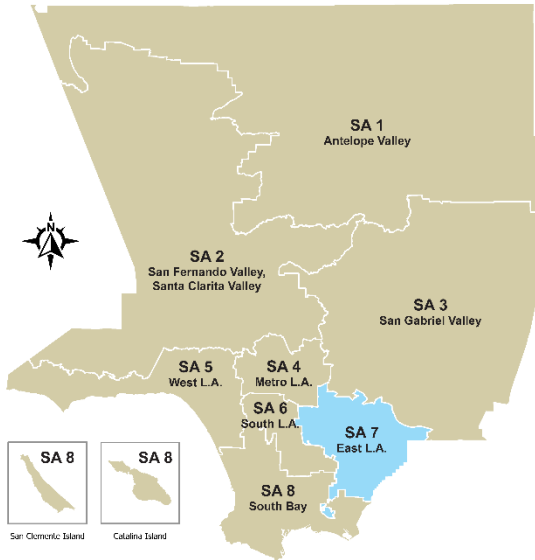 SA 1
Antelope Valley
N
SA 2
San Fernando Valley,
Santa Clarita Valley
SA 3
San Gabriel Valley
SA 5
West L.A.
SA 4
Metro L.A.
SA 6
South L.A.
SA 7
East L.A.
SA 8
South Bay
SA 8
San Clemente Island
SA 8
Catalina Island